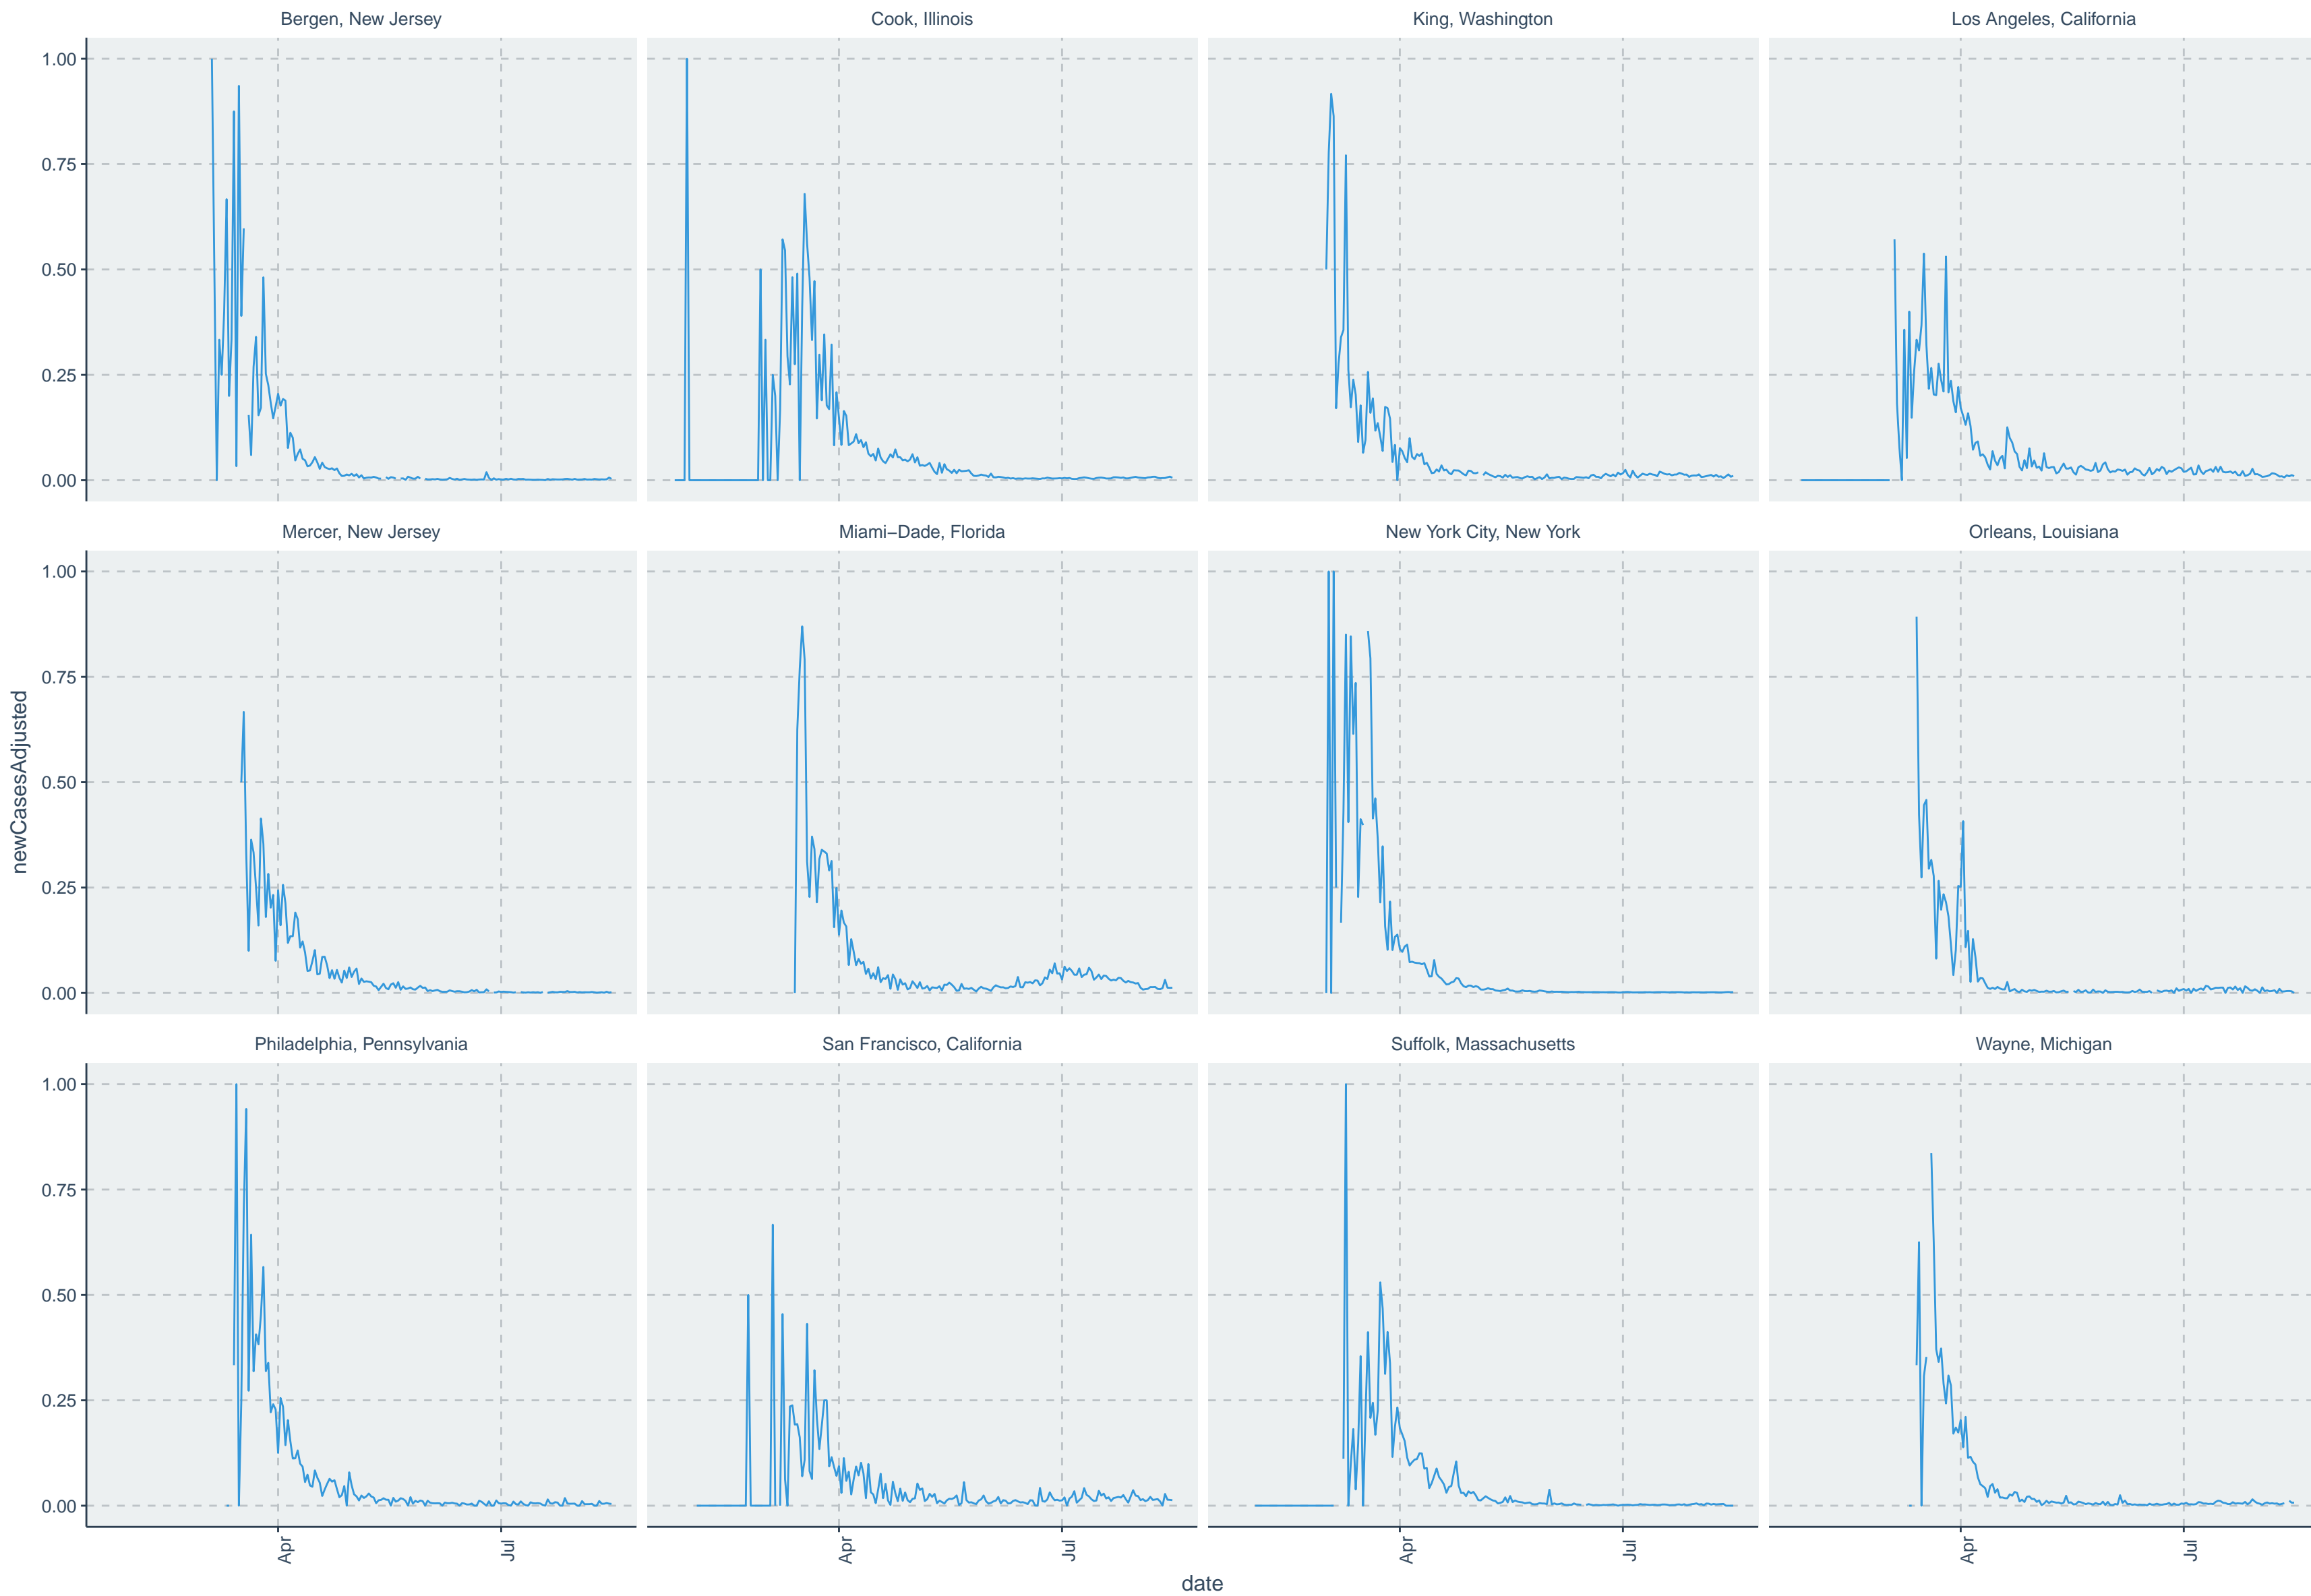 Bergen, New Jersey
Cook, Illinois
King, Washington
Los Angeles, California
1.00
0.75
0.50
0.25
0.00
Mercer, New Jersey
Miami−Dade, Florida
New York City, New York
Orleans, Louisiana
1.00
0.75
0.50
0.25
0.00
newCasesAdjusted
Philadelphia, Pennsylvania
San Francisco, California
Suffolk, Massachusetts
Wayne, Michigan
1.00
0.75
0.50
0.25
0.00
Apr
Jul
Apr
Jul
Apr
Jul
Apr
Jul
date